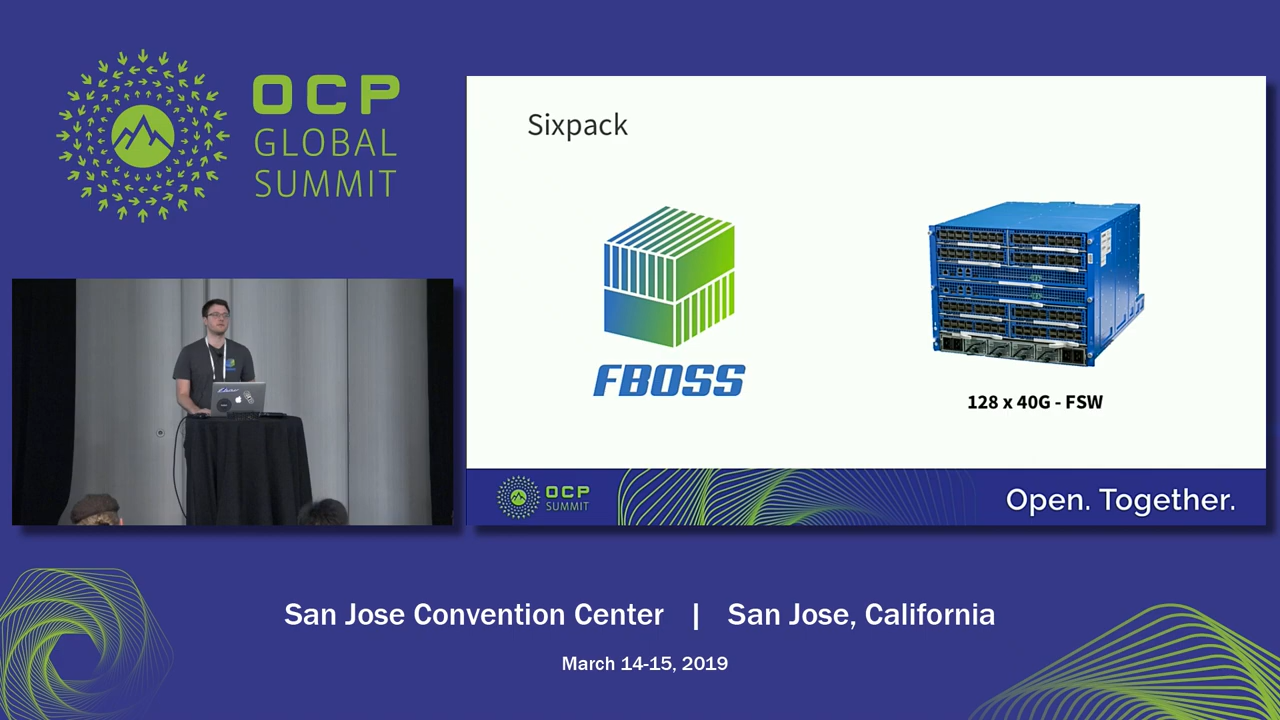 OCP
GLOBAL
SUMMIT
Sixpack
FBOSS
128 x 40G - FSW
OCP
SUMMIT
Open. Together.
San Jose Convention Center | San Jose, California
March 14-15, 2019